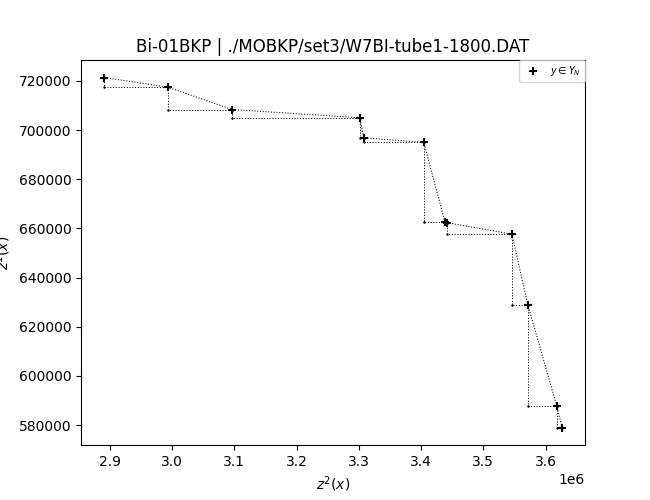 Bi-01BKP | ./MOBKP/set3/W7BI-tube1-1800.DAT
y ∈ Y_N
720000
700000
680000
660000
640000
620000
600000
580000
2.9 3.0 3.1 3.2 3.3 3.4 3.5 3.6
1e6
z²(x)